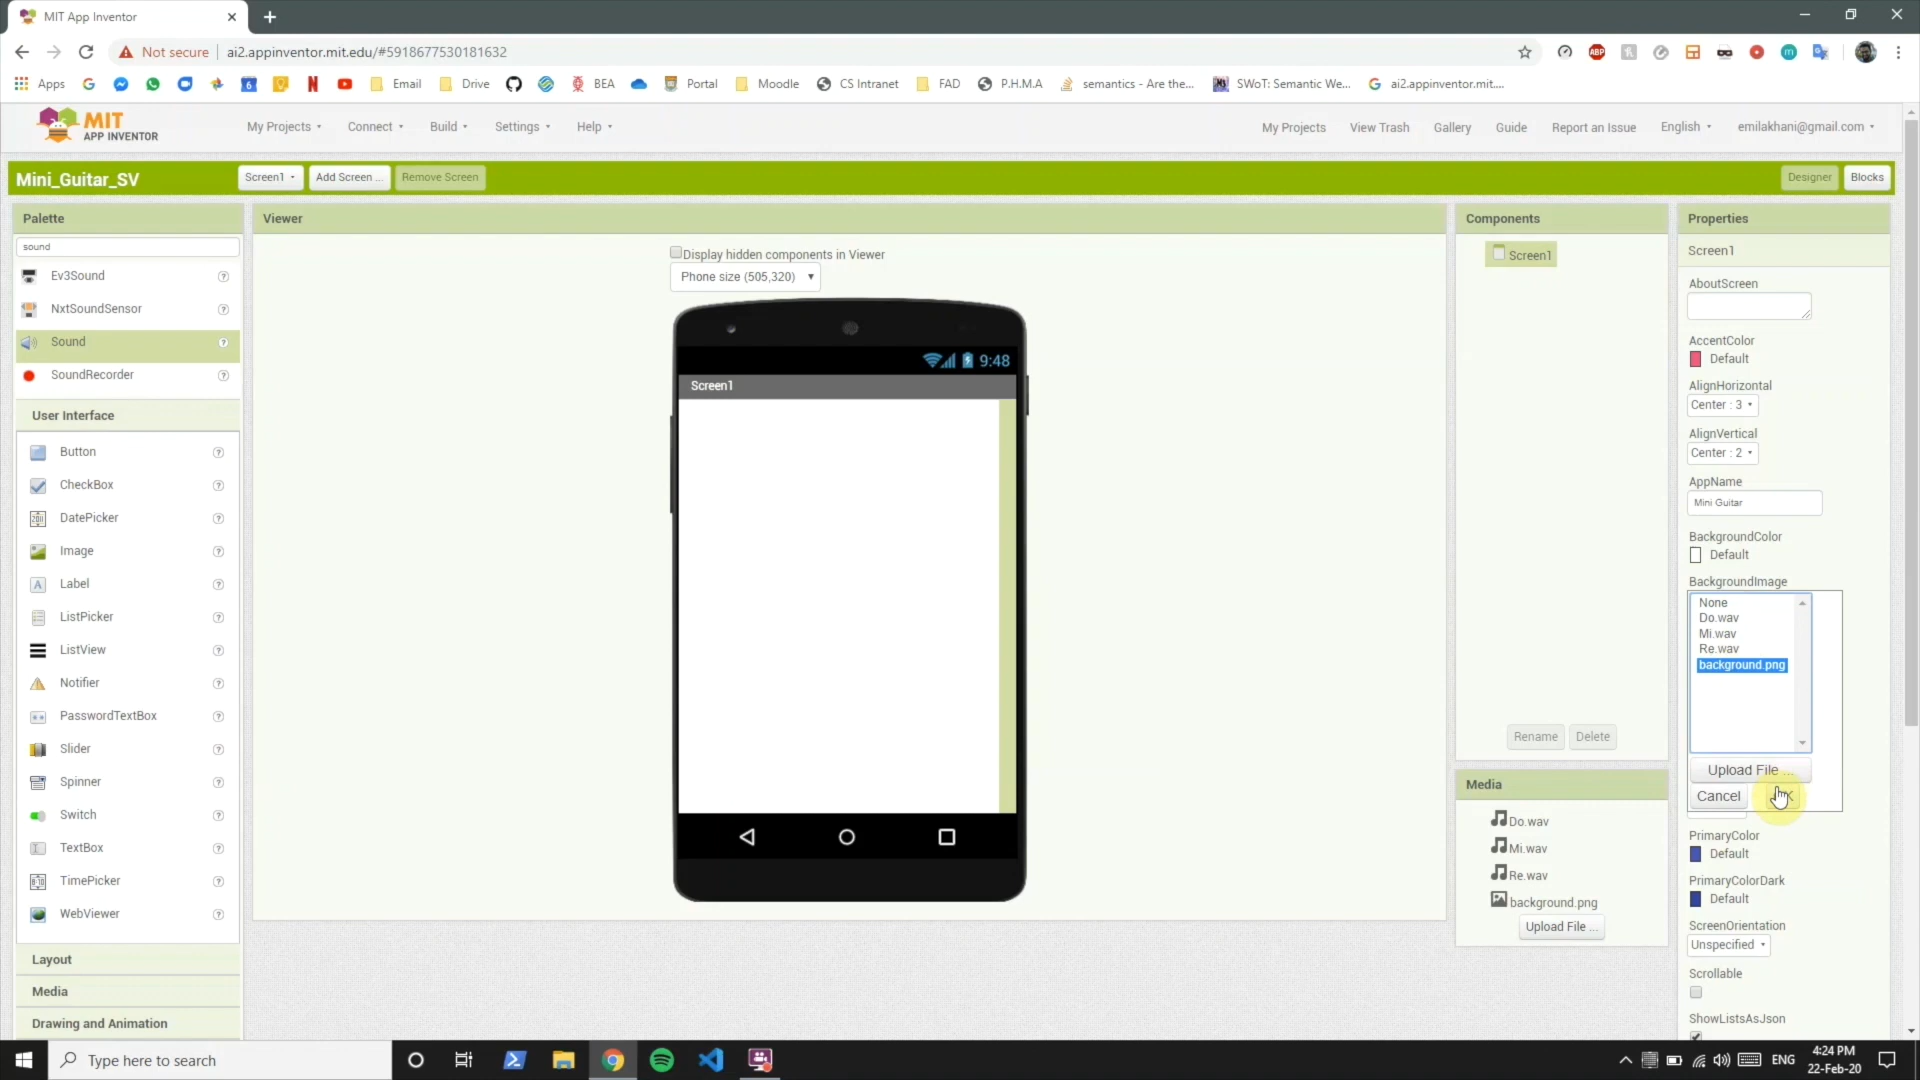 MIT App Inventor
Not secure
ai2.appinventor.mit.edu/#5918677530181632
ABP
Apps
Email
Drive
BEA
Portal
Moodle
CS Intranet
FAD
P.H.M.A
semantics - Are the...
SWoT: Semantic We...
ai2.appinventor.mit....
MIT
APP INVENTOR
My Projects
Connect
Build
Settings
Help
My Projects
View Trash
Gallery
Guide
Report an Issue
English
emilakhani@gmail.com
Mini_Guitar_SV
Screen1
Add Screen ...
Remove Screen
Designer
Blocks
Palette
sound
Ev3Sound
NxtSoundSensor
Sound
SoundRecorder
User Interface
Button
CheckBox
DatePicker
Image
Label
ListPicker
ListView
Notifier
PasswordTextBox
Slider
Spinner
Switch
TextBox
TimePicker
WebViewer
Layout
Media
Drawing and Animation
Viewer
Display hidden components in Viewer
Phone size (505,320)
9:48
Screen1
Components
Screen1
Rename
Delete
Media
Do.wav
Mi.wav
Re.wav
background.png
Upload File ...
Properties
Screen1
AboutScreen
AccentColor
Default
AlignHorizontal
Center : 3
AlignVertical
Center : 2
AppName
Mini Guitar
BackgroundColor
Default
BackgroundImage
None
Do.wav
Mi.wav
Re.wav
background.png
Upload File ...
Cancel
PrimaryColor
Default
PrimaryColorDark
Default
ScreenOrientation
Unspecified
Scrollable
ShowListsAsJson
Type here to search
ENG
4:24 PM
22-Feb-20